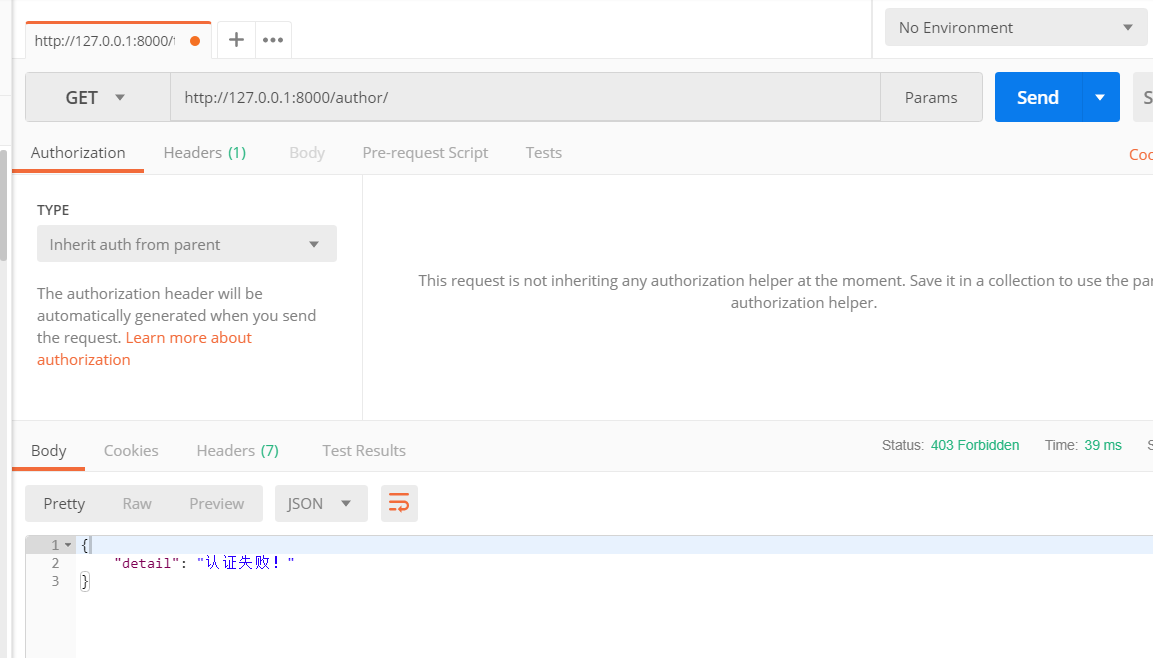 http://127.0.0.1:8000/
No Environment
GET http://127.0.0.1:8000/author/ Params Send S
Authorization Headers (1) Body Pre-request Script Tests Coo
TYPE
Inherit auth from parent
The authorization header will be
automatically generated when you send
the request. Learn more about
authorization
This request is not inheriting any authorization helper at the moment. Save it in a collection to use the par
authorization helper.
Body Cookies Headers (7) Test Results Status: 403 Forbidden Time: 39 ms S
Pretty Raw Preview JSON
1 {
2 "detail": "认证失败！"
3 }